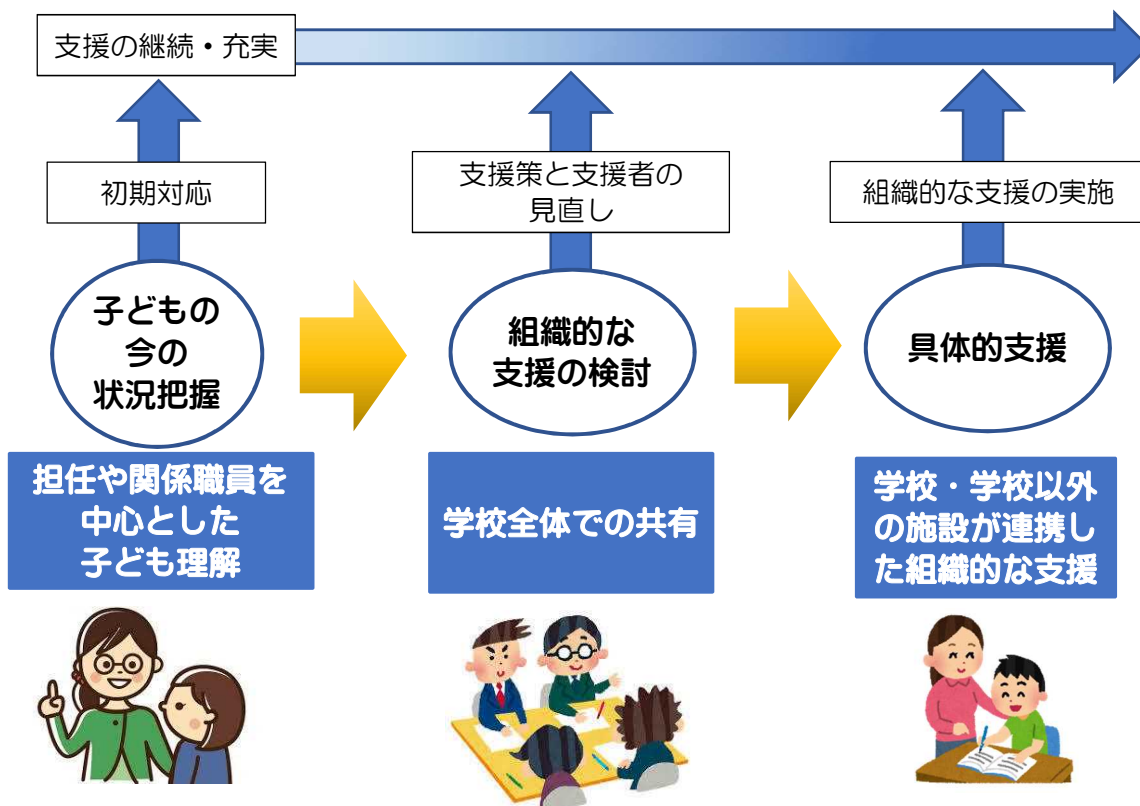 支援の継続・充実
初期対応
支援策と支援者の
見直し
組織的な支援の実施
子どもの
今の
状況把握
組織的な
支援の検討
具体的支援
担任や関係職員を
中心とした
子ども理解
学校全体での共有
学校・学校以外
の施設が連携し
た組織的な支援